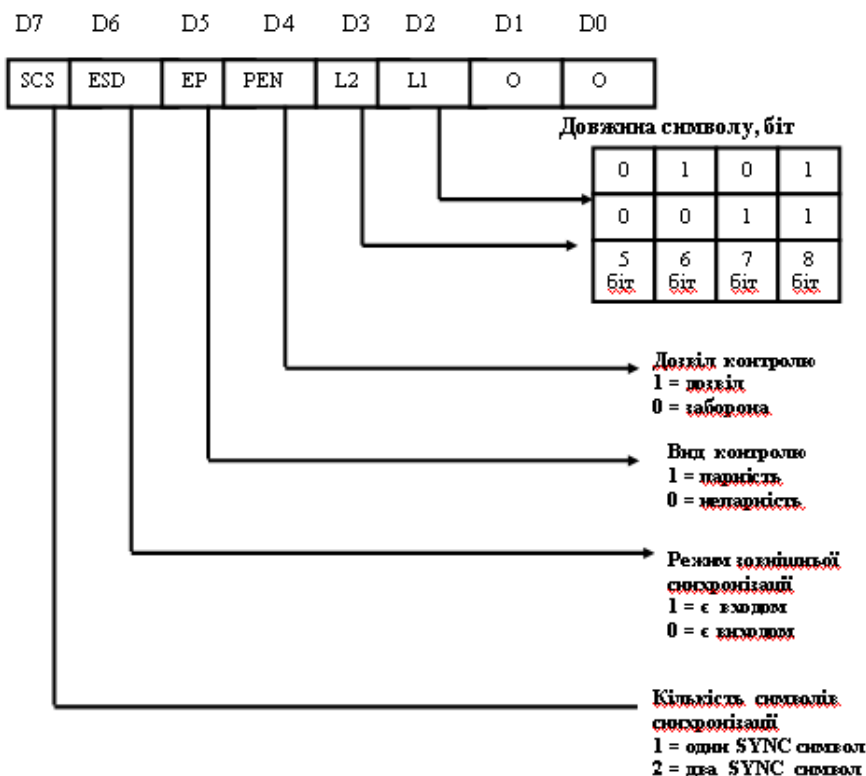 D7 D6 D5 D4 D3 D2 D1 D0
SCS ESD EP PEN L2 L1 O O
Довжина символу, біт
0 1 0 1
0 0 1 1
5 6 7 8
біт біт біт біт
Дозвіл контролю
1 = дозвіл
0 = заборона
Вид контролю
1 = парність
0 = непарність
Режим зовнішньої
синхронізації
1 = є входом
0 = є виходом
Кількість символів
синхронізації
1 = один SYNC символ
2 = два SYNC символ